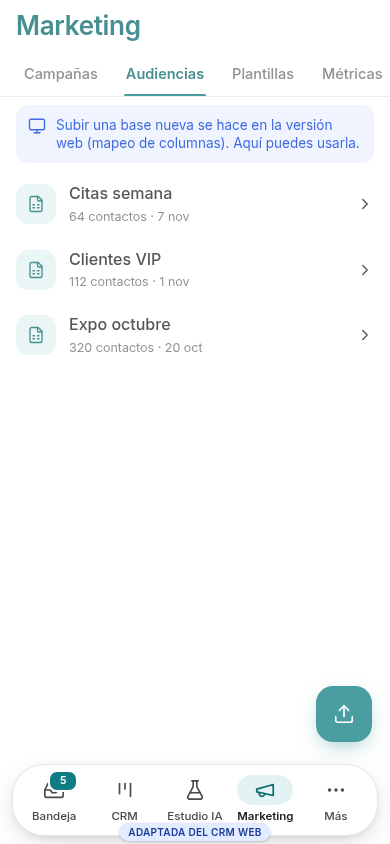 Marketing
Campañas Audiencias Plantillas Métricas
Subir una base nueva se hace en la versión
web (mapeo de columnas). Aquí puedes usarla.
Citas semana
64 contactos · 7 nov
Clientes VIP
112 contactos · 1 nov
Expo octubre
320 contactos · 20 oct
5
Bandeja CRM Estudio IA Marketing Más
ADAPTADA DEL CRM WEB